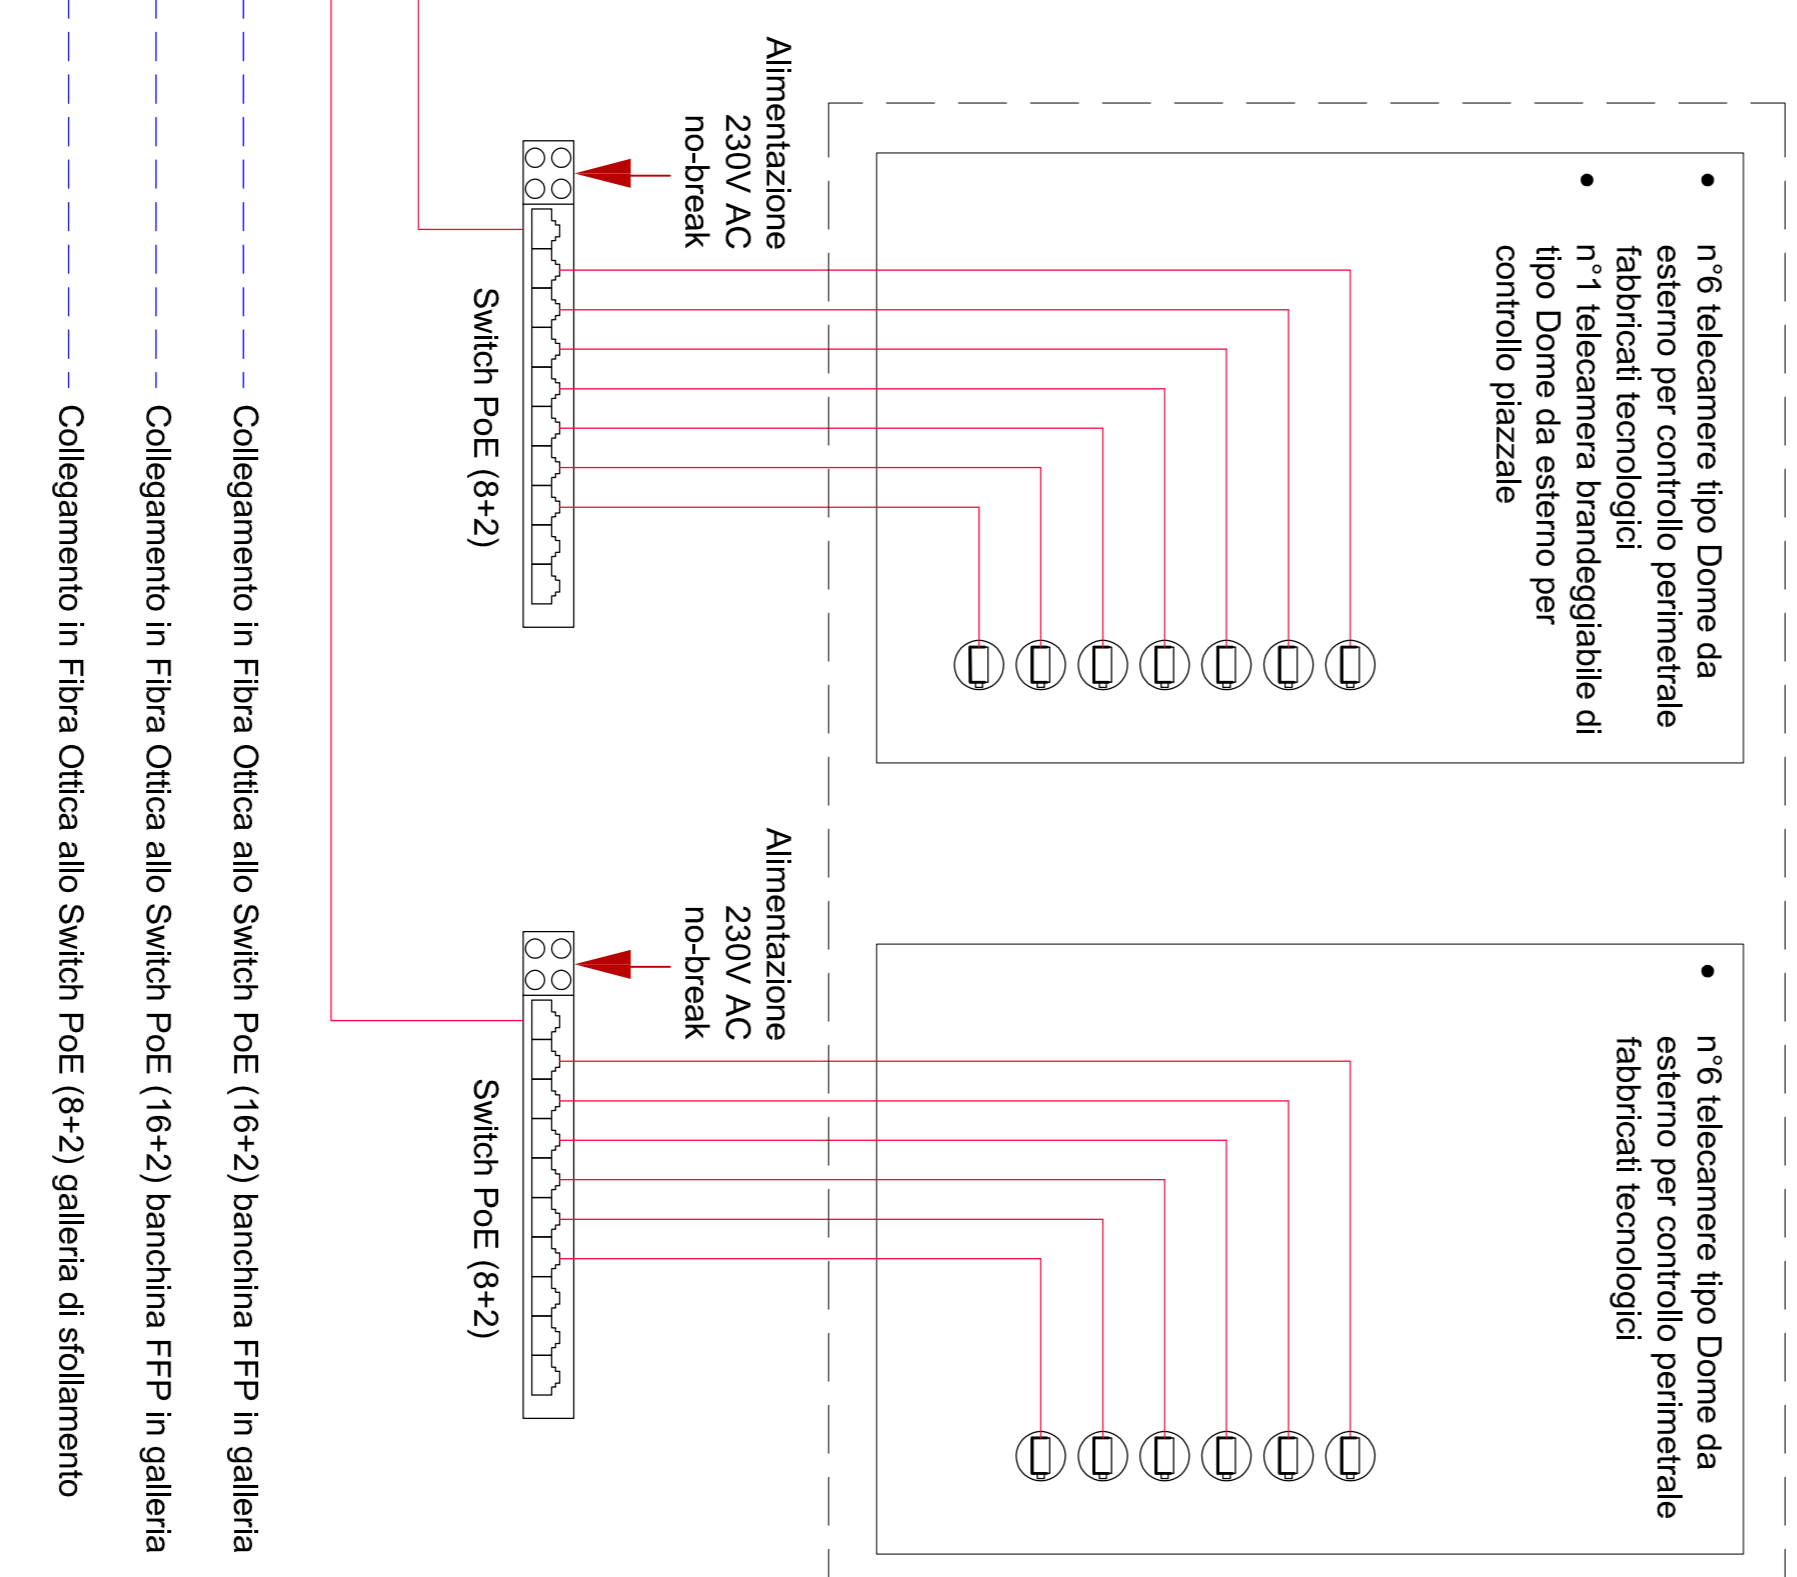 n°6 telecamere tipo Dome da
esterno per controllo perimetrale
fabbricati tecnologici
n°1 telecamera brandeggiabile di
tipo Dome da esterno per
controllo piazzale
Alimentazione
230V AC
no-break
Switch PoE (8+2)
n°6 telecamere tipo Dome da
esterno per controllo perimetrale
fabbricati tecnologici
Alimentazione
230V AC
no-break
Switch PoE (8+2)
Collegamento in Fibra Ottica allo Switch PoE (16+2) banchina FFP in galleria
Collegamento in Fibra Ottica allo Switch PoE (16+2) banchina FFP in galleria
Collegamento in Fibra Ottica allo Switch PoE (8+2) galleria di sfollamento